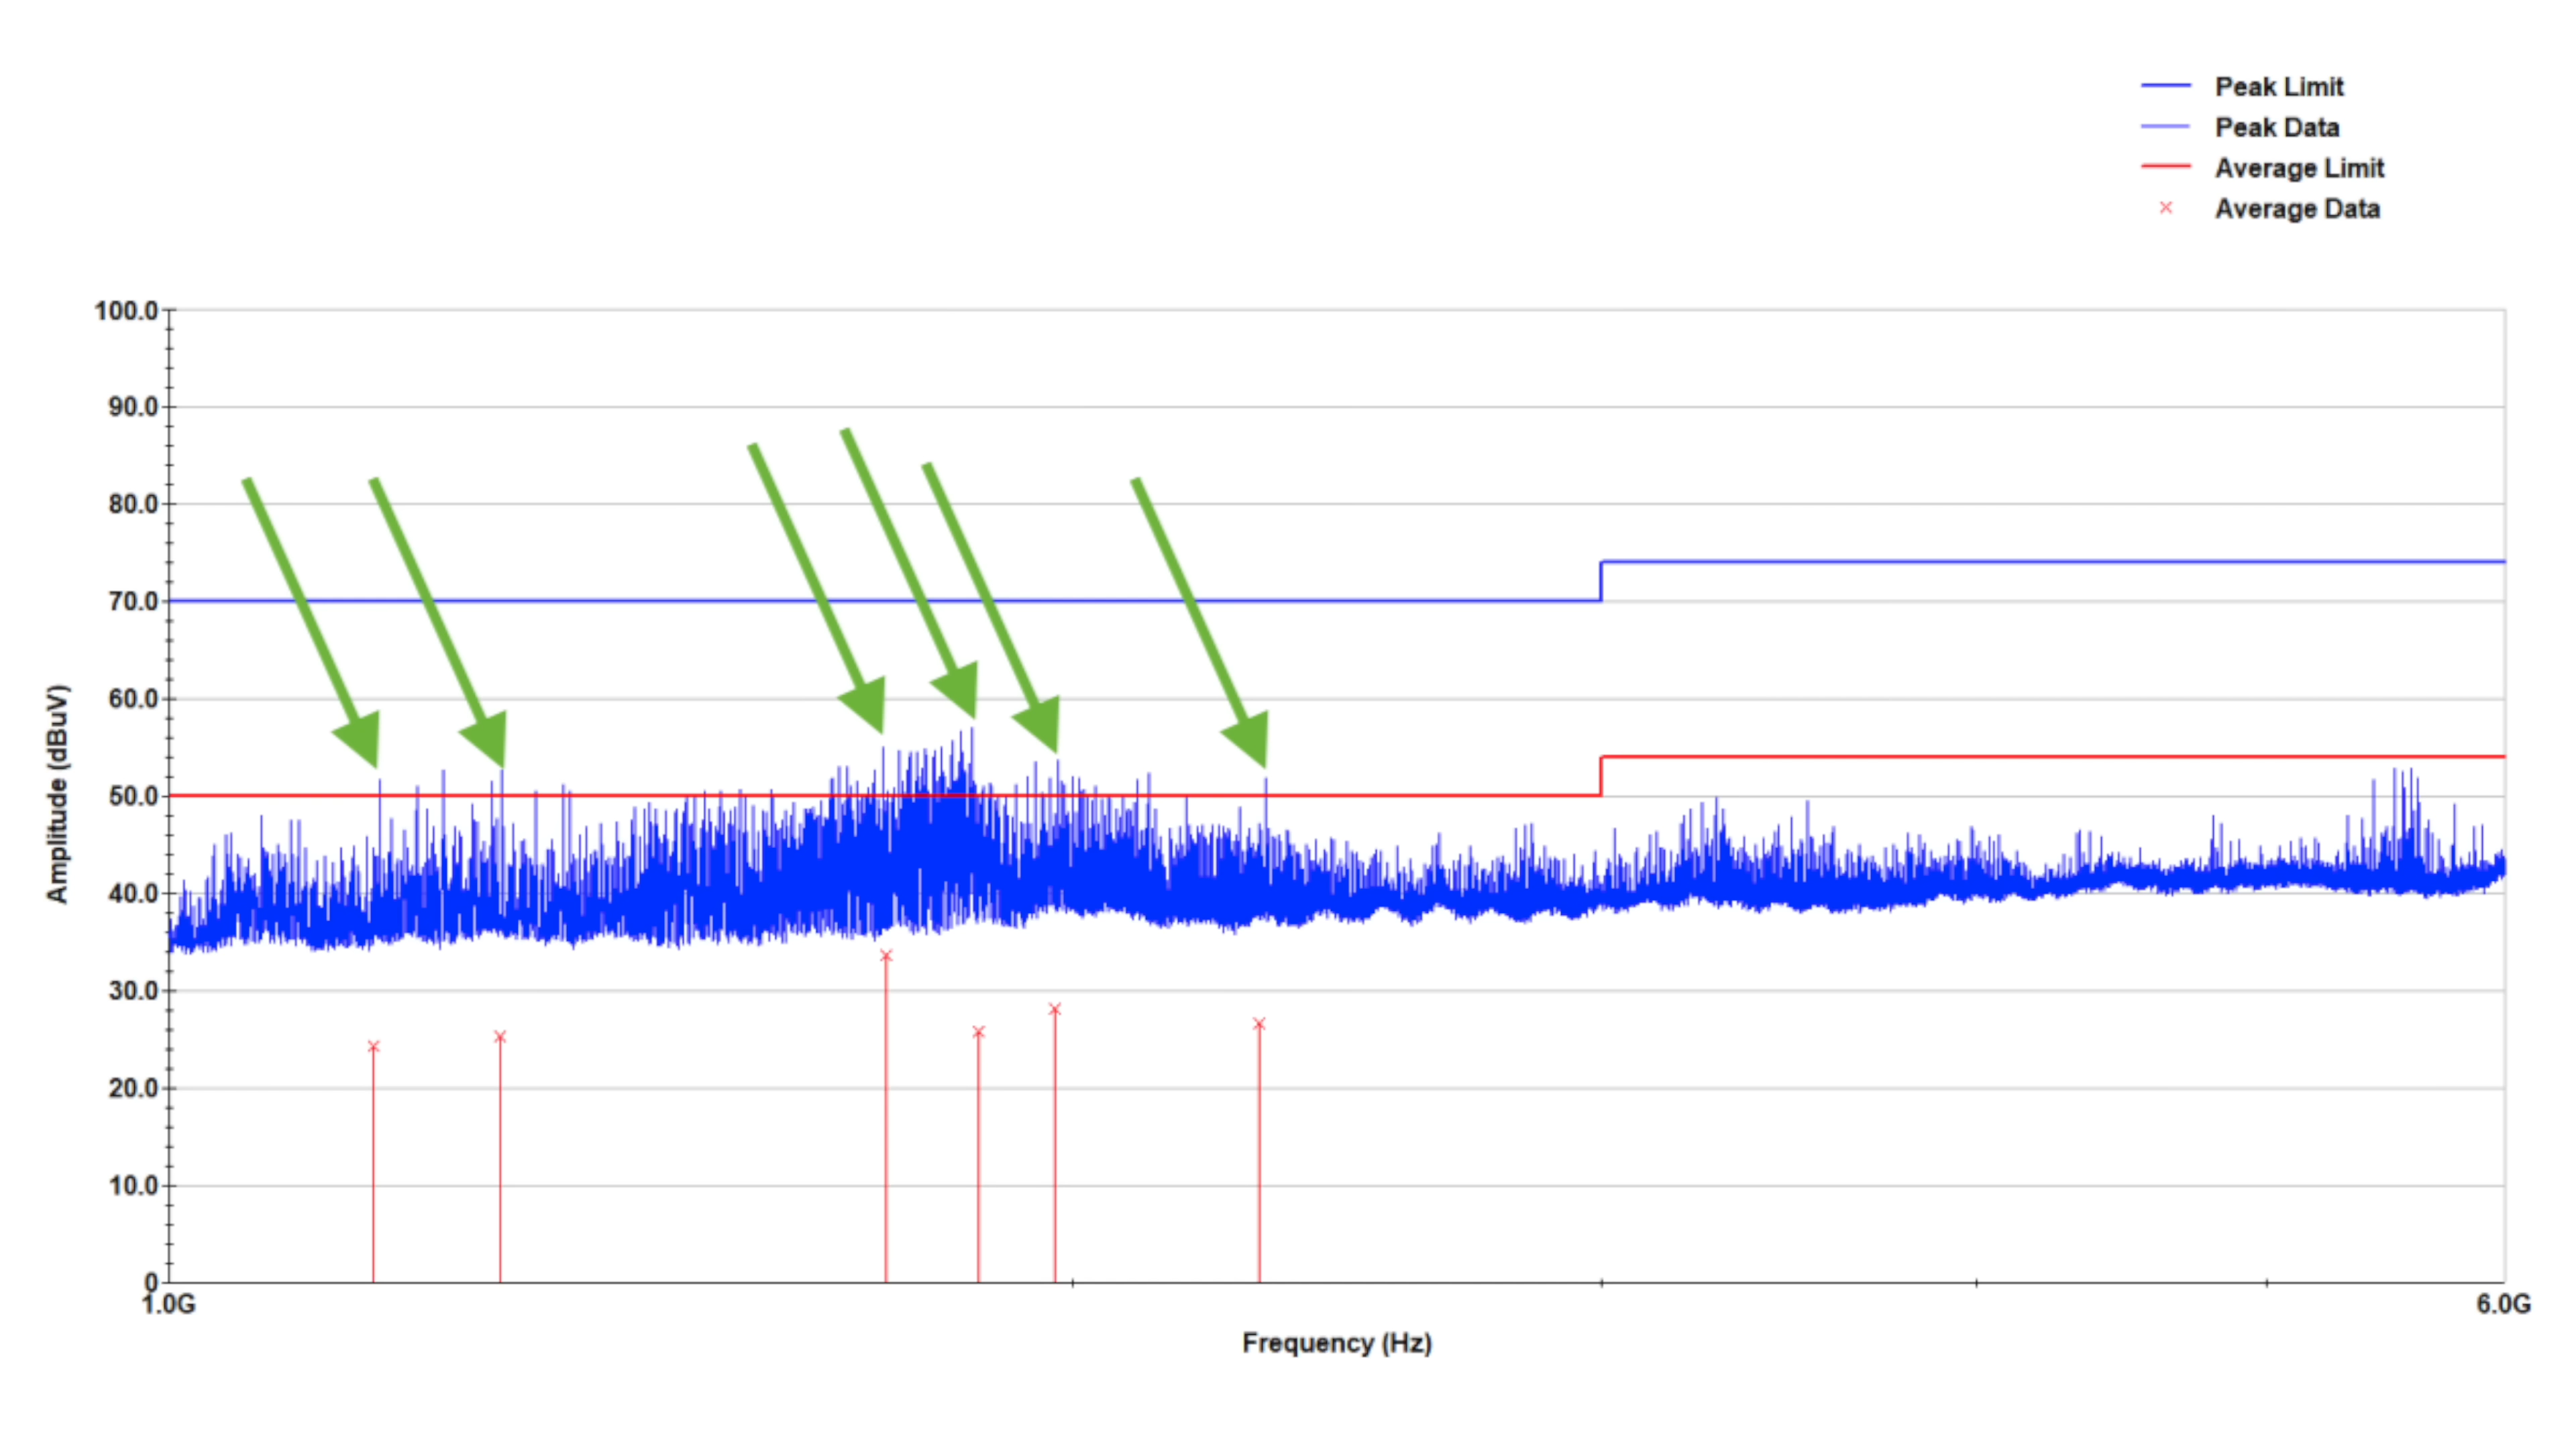 Peak Limit
Peak Data
Average Limit
Average Data
100.0
90.0
80.0
70.0
60.0
50.0
40.0
30.0
20.0
10.0
0
Amplitude (dBuV)
1.0G
6.0G
Frequency (Hz)